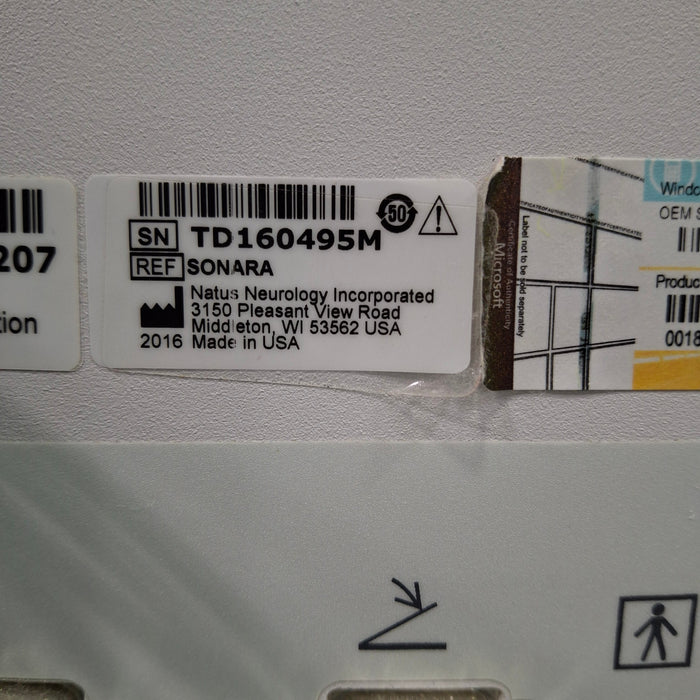 207
tion
50
SN TD160495M
REF SONARA
Natus Neurology Incorporated
3150 Pleasant View Road
Middleton, WI 53562 USA
2016 Made in USA
Label not to be sold separately
Certificate of Authenticity
Microsoft
Windo
OEM S
Produc
0018